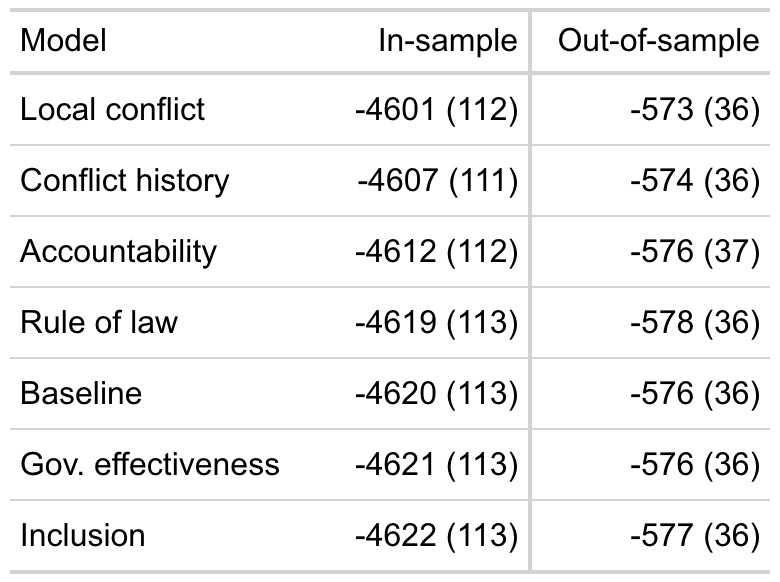 Model In-sample Out-of-sample
Local conflict -4601 (112) -573 (36)
Conflict history -4607 (111) -574 (36)
Accountability -4612 (112) -576 (37)
Rule of law -4619 (113) -578 (36)
Baseline -4620 (113) -576 (36)
Gov. effectiveness -4621 (113) -576 (36)
Inclusion -4622 (113) -577 (36)